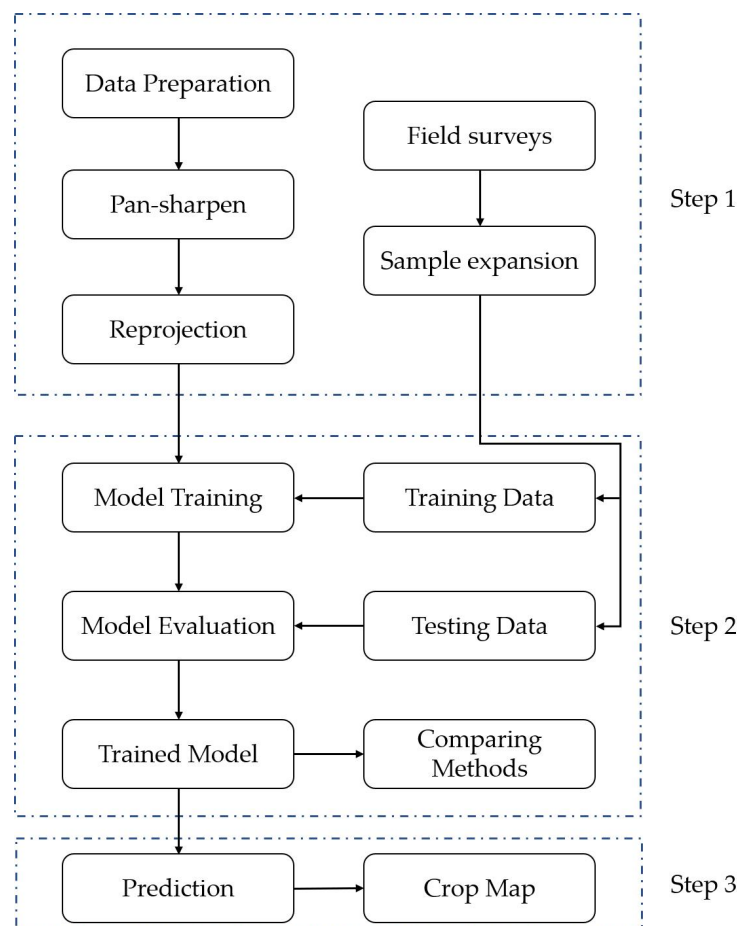 Data Preparation
Field surveys
Pan-sharpen
Step 1
Sample expansion
Reprojection
Model Training
Training Data
Model Evaluation
Testing Data
Step 2
Trained Model
Comparing
Methods
Prediction
Crop Map
Step 3